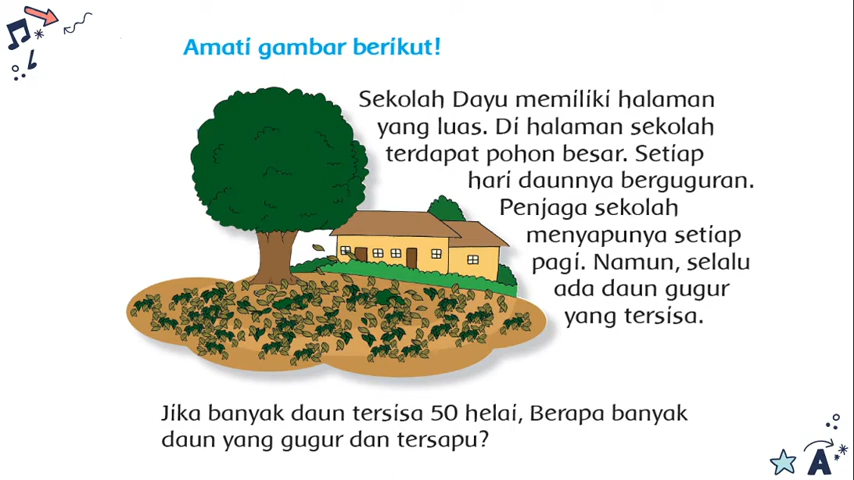 Amati gambar berikut!
Sekolah Dayu memiliki halaman
yang luas. Di halaman sekolah
terdapat pohon besar. Setiap
hari daunnya berguguran.
Penjaga sekolah
menyapunya setiap
pagi. Namun, selalu
ada daun gugur
yang tersisa.
Jika banyak daun tersisa 50 helai, Berapa banyak
daun yang gugur dan tersapu?
A